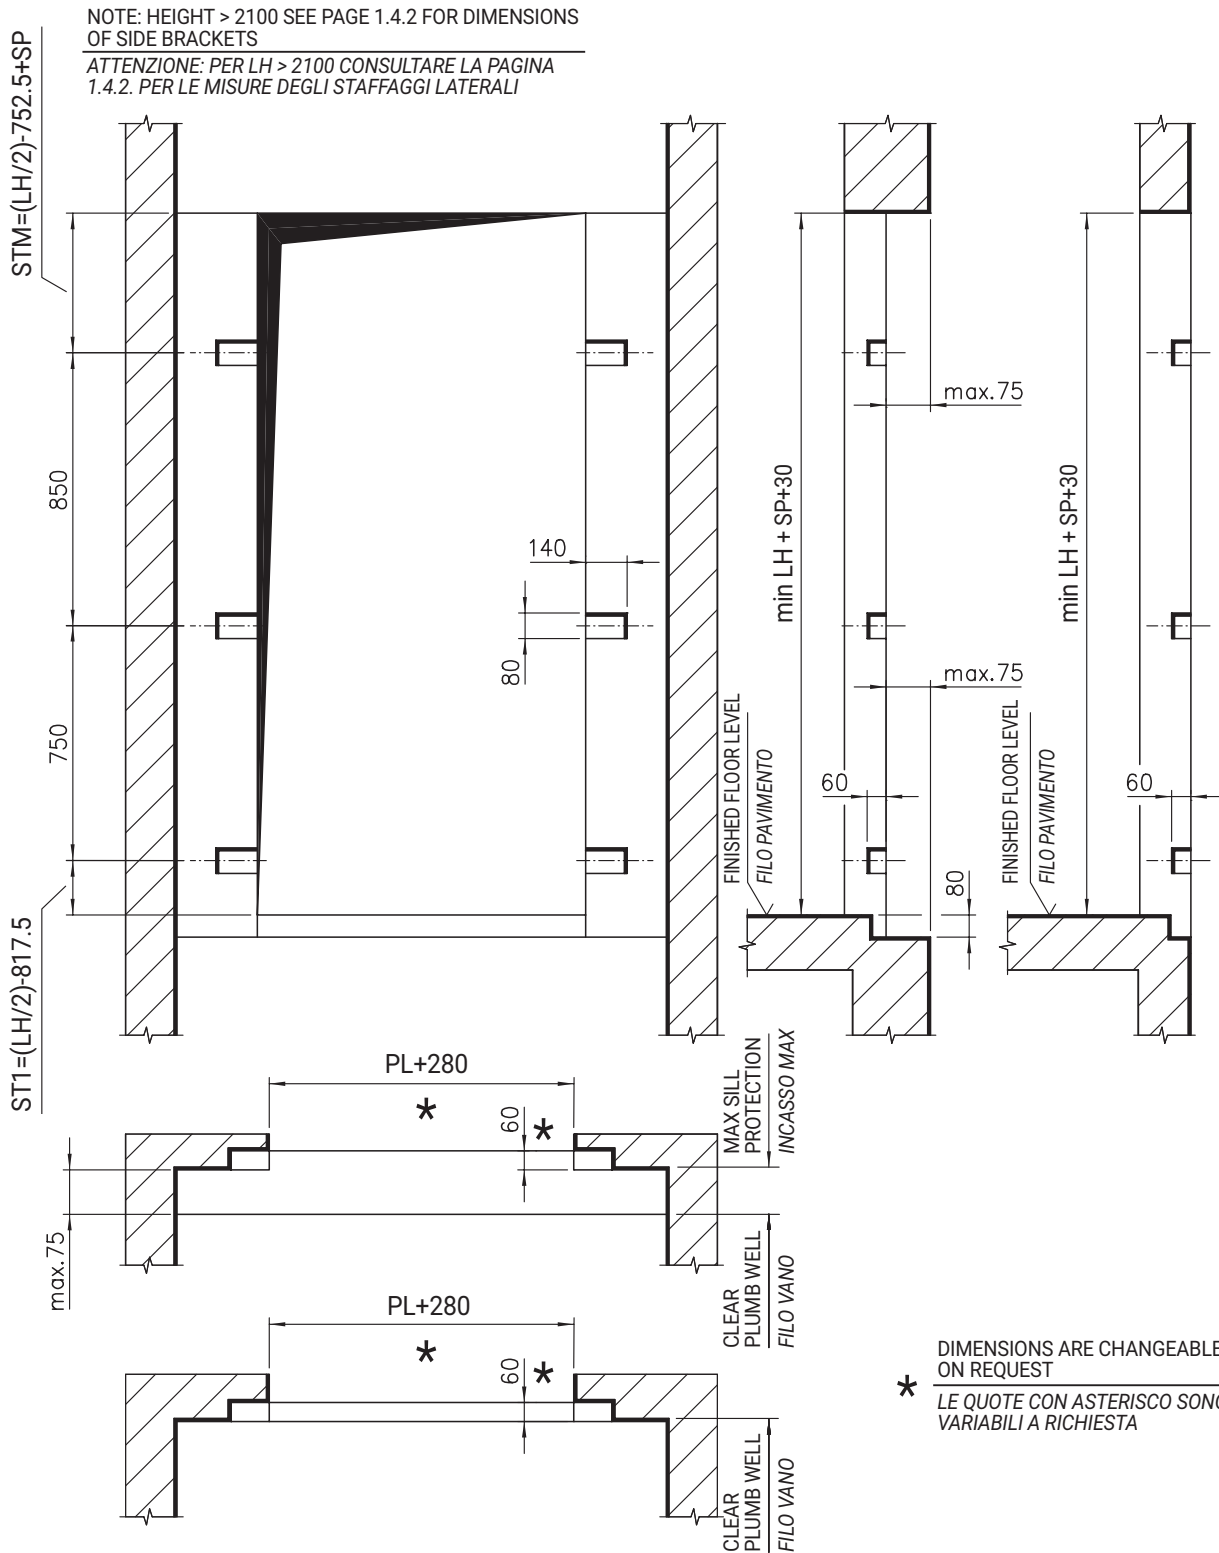 NOTE: HEIGHT > 2100 SEE PAGE 1.4.2 FOR DIMENSIONS
OF SIDE BRACKETS
ATTENZIONE: PER LH > 2100 CONSULTARE LA PAGINA
1.4.2. PER LE MISURE DEGLI STAFFAGGI LATERALI
STM=(LH/2)-752.5+SP
850
750
ST1=(LH/2)-817.5
140
80
min LH + SP+30
max.75
max.75
60
80
FINISHED FLOOR LEVEL
FILO PAVIMENTO
min LH + SP+30
60
FINISHED FLOOR LEVEL
FILO PAVIMENTO
PL+280
*
60
*
max.75
MAX SILL
PROTECTION
INCASSO MAX
CLEAR
PLUMB WELL
FILO VANO
PL+280
*
60
*
CLEAR
PLUMB WELL
FILO VANO
*
DIMENSIONS ARE CHANGEABLE
ON REQUEST
LE QUOTE CON ASTERISCO SONO
VARIABILI A RICHIESTA